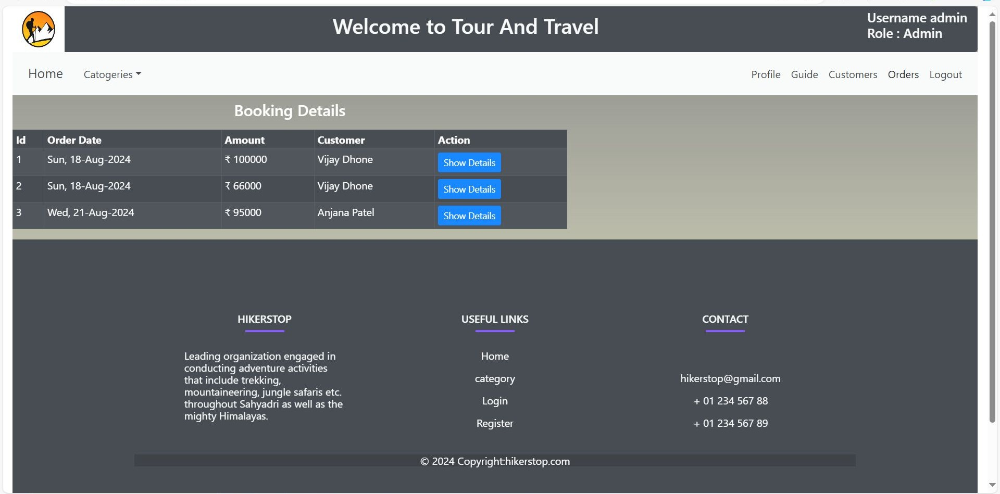 Welcome to Tour And Travel
Username admin
Role : Admin
Home Catogeries Profile Guide Customers Orders Logout
Booking Details
Id Order Date Amount Customer Action
1 Sun, 18-Aug-2024 ₹ 100000 Vijay Dhone Show Details
2 Sun, 18-Aug-2024 ₹ 66000 Vijay Dhone Show Details
3 Wed, 21-Aug-2024 ₹ 95000 Anjana Patel Show Details
HIKERSTOP
Leading organization engaged in
conducting adventure activities
that include trekking,
mountaineering, jungle safaris etc.
throughout Sahyadri as well as the
mighty Himalayas.
USEFUL LINKS
Home
category
Login
Register
CONTACT
hikerstop@gmail.com
+ 01 234 567 88
+ 01 234 567 89
© 2024 Copyright:hikerstop.com